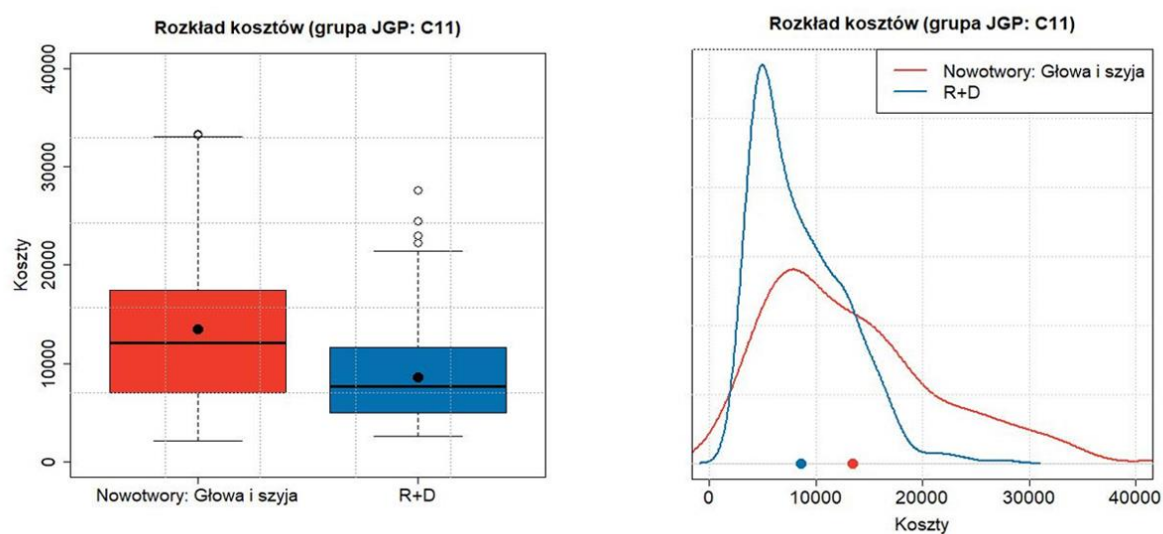 Rozkład kosztów (grupa JGP: C11)
Koszty
40000
30000
20000
10000
0
Nowotwory: Głowa i szyja
R+D
Rozkład kosztów (grupa JGP: C11)
Nowotwory: Głowa i szyja
R+D
0 10000 20000 30000 40000
Koszty